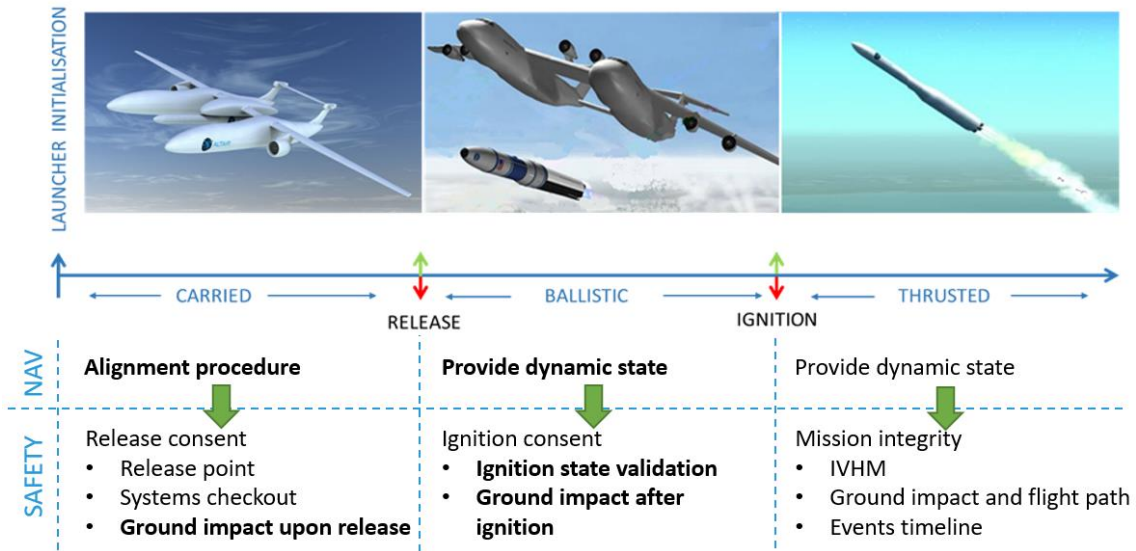 LAUNCHER INITIALISATION
ALTAIR
CARRIED
BALLISTIC
THRUSTED
RELEASE
IGNITION
NAV
Alignment procedure
Provide dynamic state
Provide dynamic state
SAFETY
Release consent
• Release point
• Systems checkout
• Ground impact upon release
Ignition consent
• Ignition state validation
• Ground impact after
ignition
Mission integrity
• IVHM
• Ground impact and flight path
• Events timeline